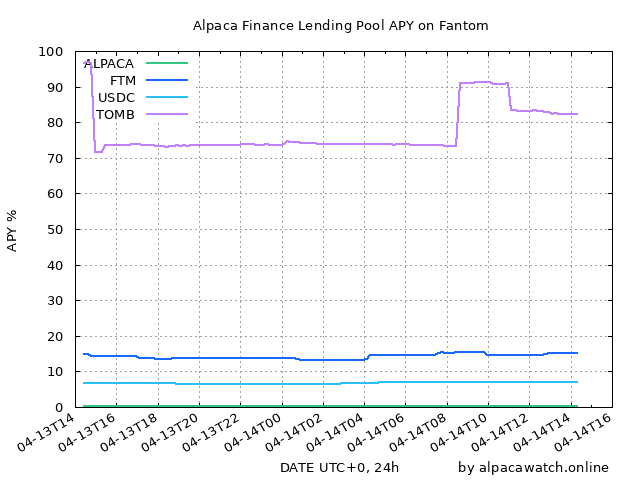 Alpaca Finance Lending Pool APY on Fantom
100
90
80
70
60
50
40
30
20
10
0
APY %
ALPACA
FTM
USDC
TOMB
04-13T14
04-13T16
04-13T18
04-13T20
04-13T22
04-14T00
04-14T02
04-14T04
04-14T06
04-14T08
04-14T10
04-14T12
04-14T14
04-14T16
DATE UTC+0, 24h
by alpacawatch.online